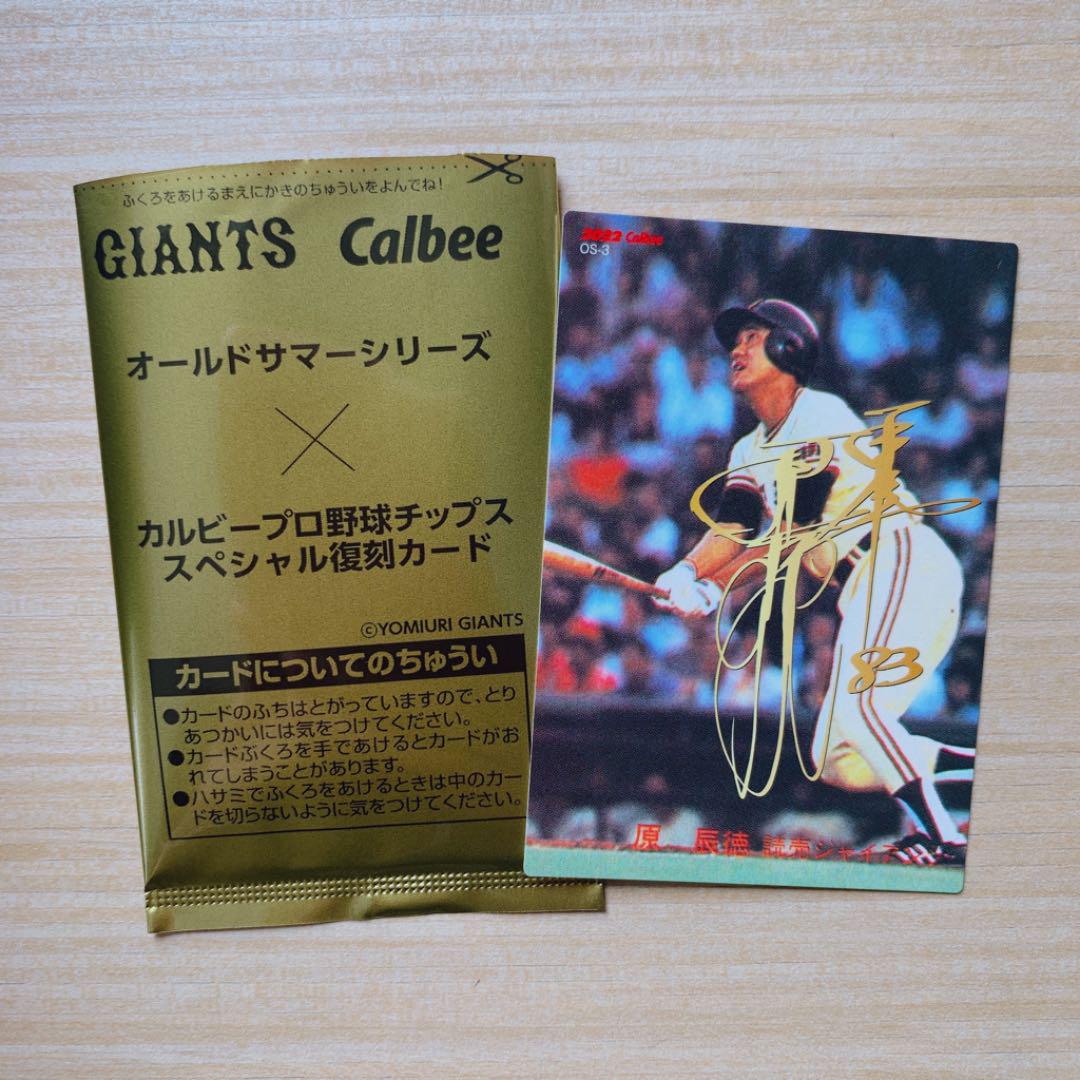 ふくろをあけるまえにかきのちゅういをよんでね!
GIANTS Calbee
オールドサマーシリーズ
×
カルビープロ野球チップス
スペシャル復刻カード
©YOMIURI GIANTS
カードについてのちゅうい
●カードのふちはとがっていますので、とり
あつかいには気をつけてください。
●カードぶくろを手であけるとカードがお
れてしまうことがあります。
●ハサミでふくろをあけるときは中のカー
ドを切らないように気をつけてください。
2022 Calbee
OS-3
83
原 辰徳 読売ジャイアンツ